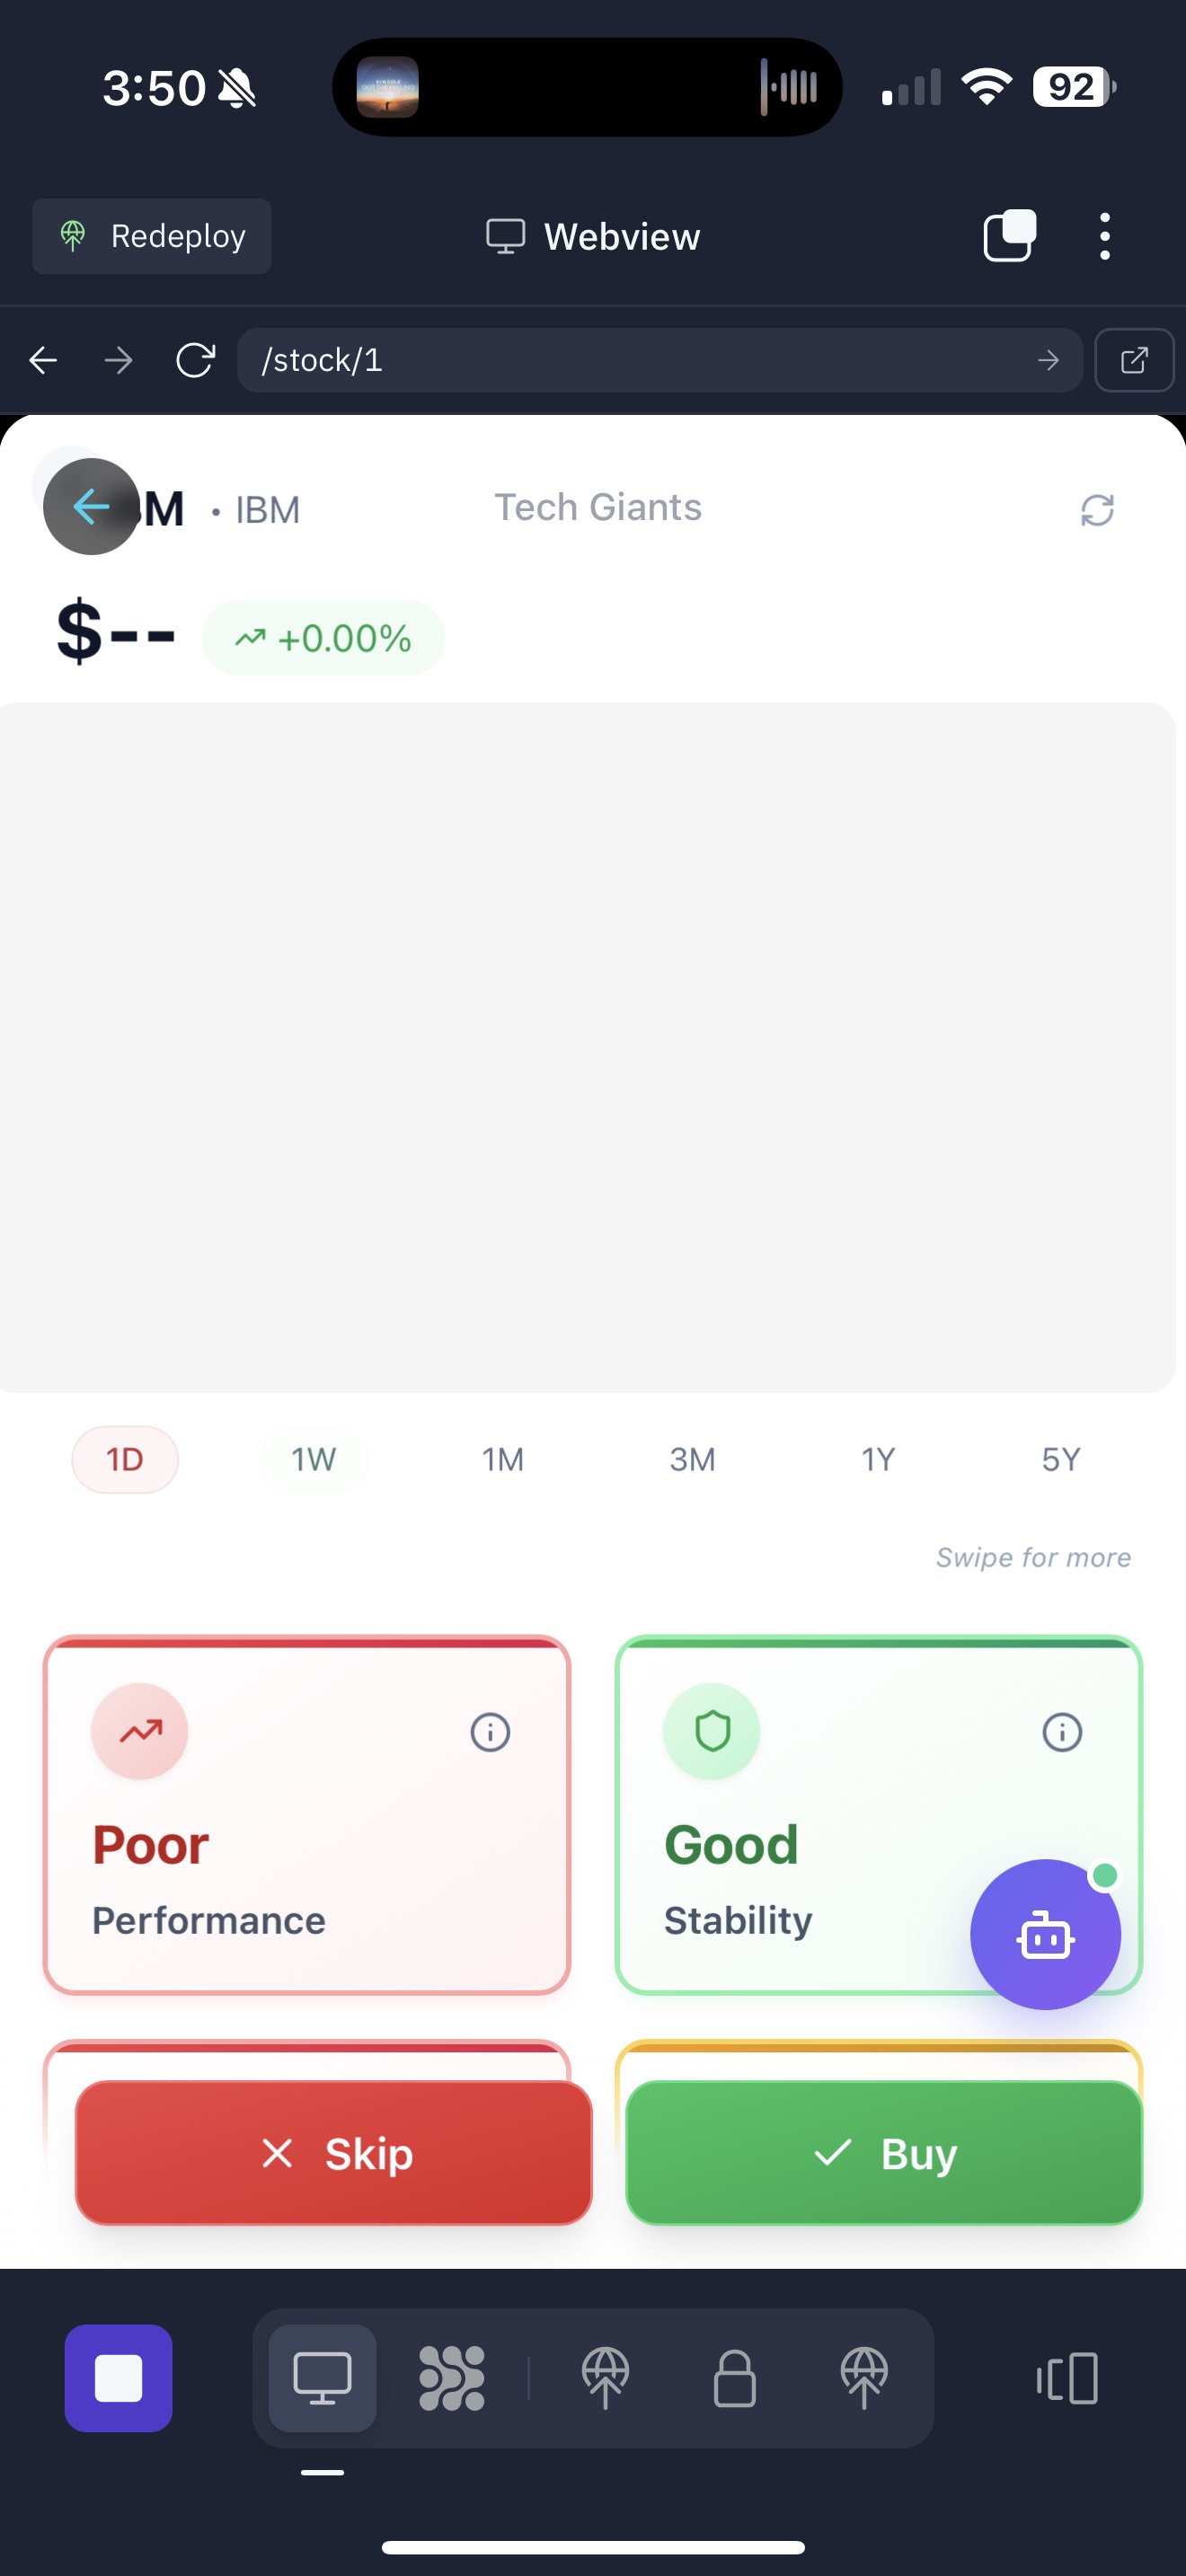 3:50
92
Redeploy
Webview
/stock/1
M • IBM
Tech Giants
$--
+0.00%
1D 1W 1M 3M 1Y 5Y
Swipe for more
Poor
Performance
Good
Stability
Skip
Buy